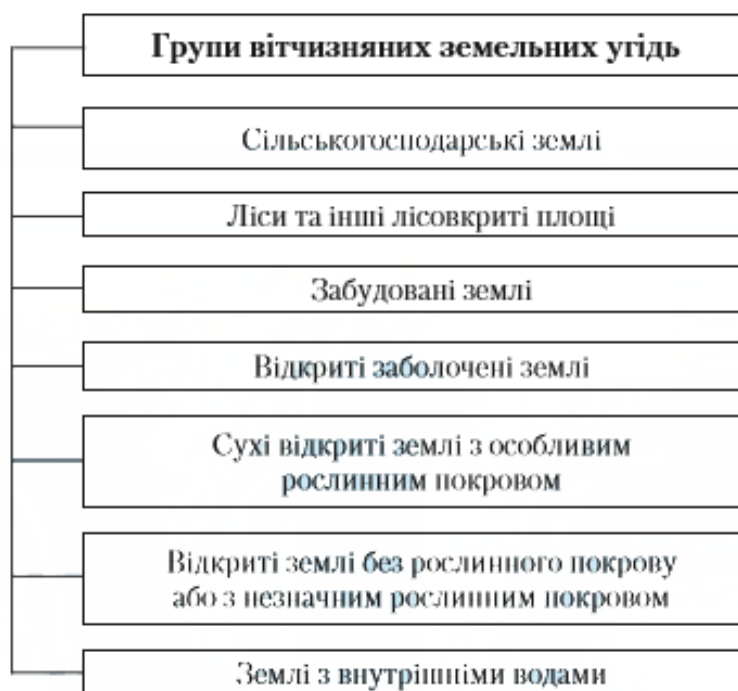 Групи вітчизняних земельних угідь
Сільськогосподарські землі
Ліси та інші лісовкриті площі
Забудовані землі
Відкриті заболочені землі
Сухі відкриті землі з особливим
рослинним покровом
Відкриті землі без рослинного покрову
або з незначним рослинним покровом
Землі з внутрішніми водами